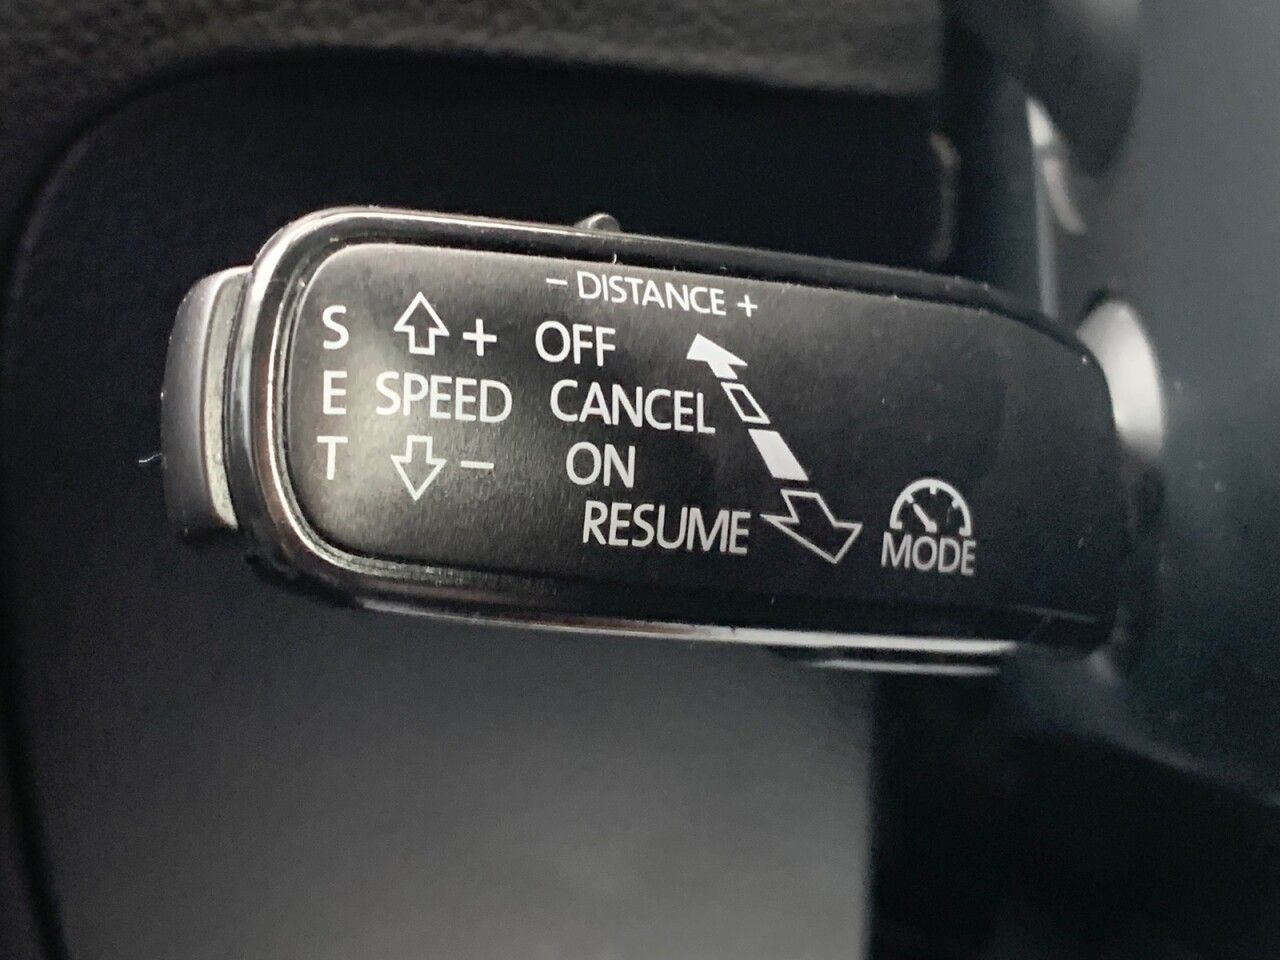 − DISTANCE +
S + OFF
E SPEED CANCEL
T − ON
RESUME
MODE